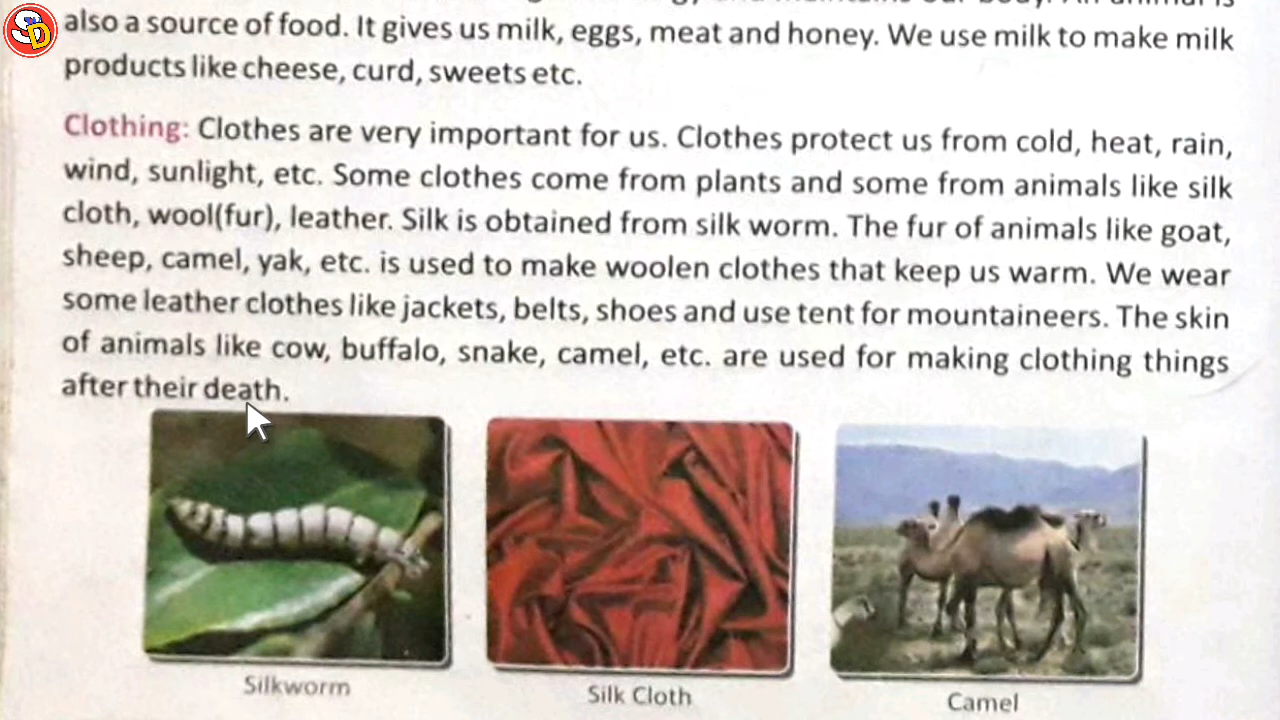 SD
also a source of food. It gives us milk, eggs, meat and honey. We use milk to make milk
products like cheese, curd, sweets etc.
Clothing: Clothes are very important for us. Clothes protect us from cold, heat, rain,
wind, sunlight, etc. Some clothes come from plants and some from animals like silk
cloth, wool(fur), leather. Silk is obtained from silk worm. The fur of animals like goat,
sheep, camel, yak, etc. is used to make woolen clothes that keep us warm. We wear
some leather clothes like jackets, belts, shoes and use tent for mountaineers. The skin
of animals like cow, buffalo, snake, camel, etc. are used for making clothing things
after their death.
Silkworm
Silk Cloth
Camel